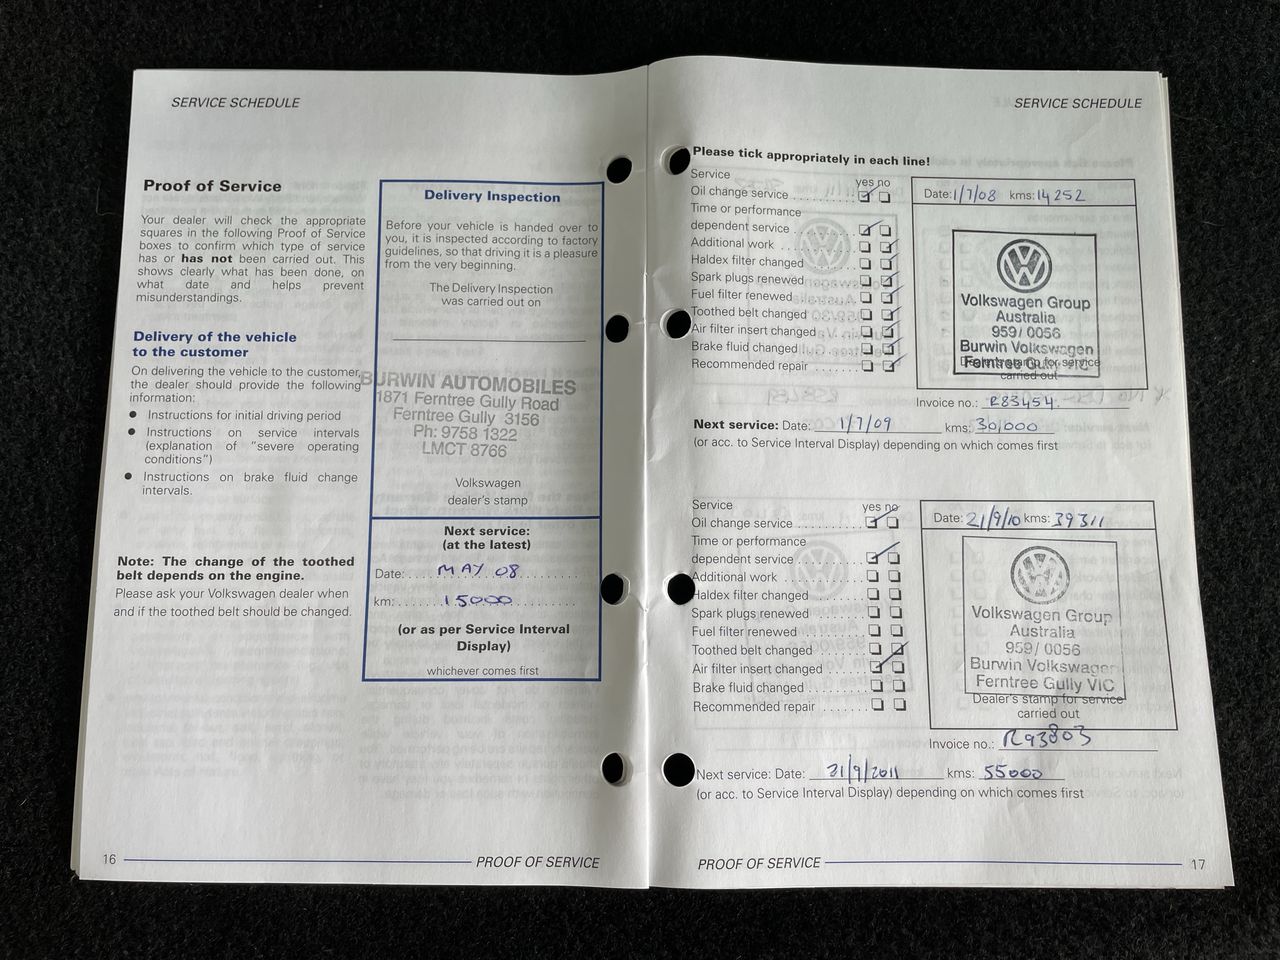 SERVICE SCHEDULE
Proof of Service
Your dealer will check the appropriate
squares in the following Proof of Service
boxes to confirm which type of service
has or has not been carried out. This
shows clearly what has been done, on
what date and helps prevent
misunderstandings.
Delivery of the vehicle
to the customer
On delivering the vehicle to the customer,
the dealer should provide the following
information:
● Instructions for initial driving period
● Instructions on service intervals
(explanation of "severe operating
conditions")
● Instructions on brake fluid change
intervals.
Note: The change of the toothed
belt depends on the engine.
Please ask your Volkswagen dealer when
and if the toothed belt should be changed.
Delivery Inspection
Before your vehicle is handed over to
you, it is inspected according to factory
guidelines, so that driving it is a pleasure
from the very beginning.
The Delivery Inspection
was carried out on
BURWIN AUTOMOBILES
1871 Ferntree Gully Road
Ferntree Gully 3156
Ph: 9758 1322
LMCT 8766
Volkswagen
dealer's stamp
Next service:
(at the latest)
Date: MAY 08
km: 15000
(or as per Service Interval
Display)
whichever comes first
16 PROOF OF SERVICE
SERVICE SCHEDULE
Please tick appropriately in each line!
Service yes no
Oil change service
Time or performance
dependent service
Additional work
Haldex filter changed
Spark plugs renewed
Fuel filter renewed
Toothed belt changed
Air filter insert changed
Brake fluid changed
Recommended repair
Date: 1/7/08 kms: 14252
Volkswagen Group
Australia
959/0056
Burwin Volkswagen
Ferntree Gully VIC
Dealer's stamp for service
carried out
Invoice no.: R83454
Next service: Date: 1/7/09 kms: 30,000
(or acc. to Service Interval Display) depending on which comes first
Service yes no
Oil change service
Time or performance
dependent service
Additional work
Haldex filter changed
Spark plugs renewed
Fuel filter renewed
Toothed belt changed
Air filter insert changed
Brake fluid changed
Recommended repair
Date: 21/9/10 kms: 39311
Volkswagen Group
Australia
959/0056
Burwin Volkswagen
Ferntree Gully VIC
Dealer's stamp for service
carried out
Invoice no.: R93803
Next service: Date: 21/9/2011 kms: 55000
(or acc. to Service Interval Display) depending on which comes first
PROOF OF SERVICE 17